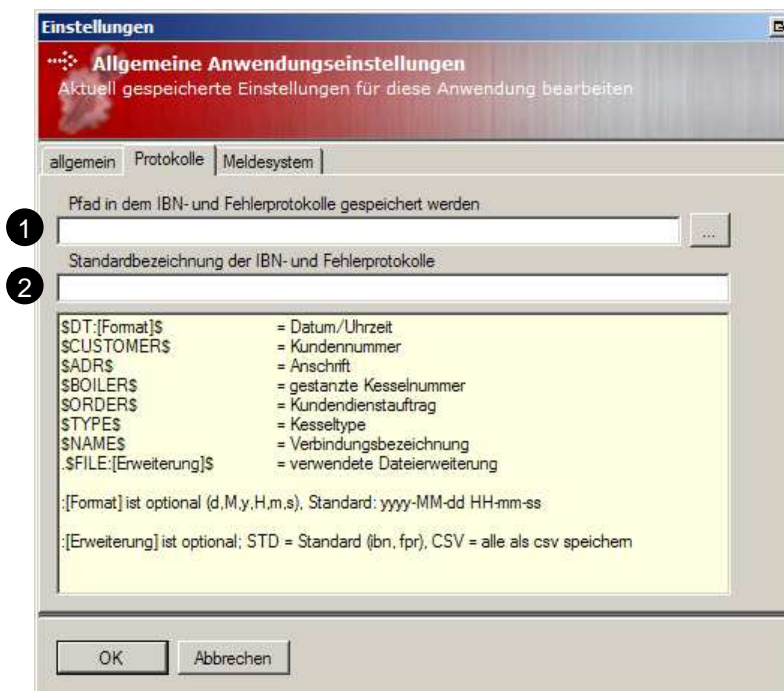 Einstellungen
Allgemeine Anwendungseinstellungen
Aktuell gespeicherte Einstellungen für diese Anwendung bearbeiten
allgemein Protokolle Meldesystem
Pfad in dem IBN- und Fehlerprotokolle gespeichert werden
1 ...
Standardbezeichnung der IBN- und Fehlerprotokolle
2
$DT:[Format]$ = Datum/Uhrzeit
$CUSTOMER$ = Kundennummer
$ADR$ = Anschrift
$BOILER$ = gestanzte Kesselnummer
$ORDER$ = Kundendienstauftrag
$TYPE$ = Kesseltype
$NAME$ = Verbindungsbezeichnung
.$FILE:[Erweiterung]$ = verwendete Dateierweiterung
:[Format] ist optional (d,M,y,H,m,s), Standard: yyyy-MM-dd HH-mm-ss
:[Erweiterung] ist optional; STD = Standard (ibn, fpr), CSV = alle als csv speichern
OK Abbrechen